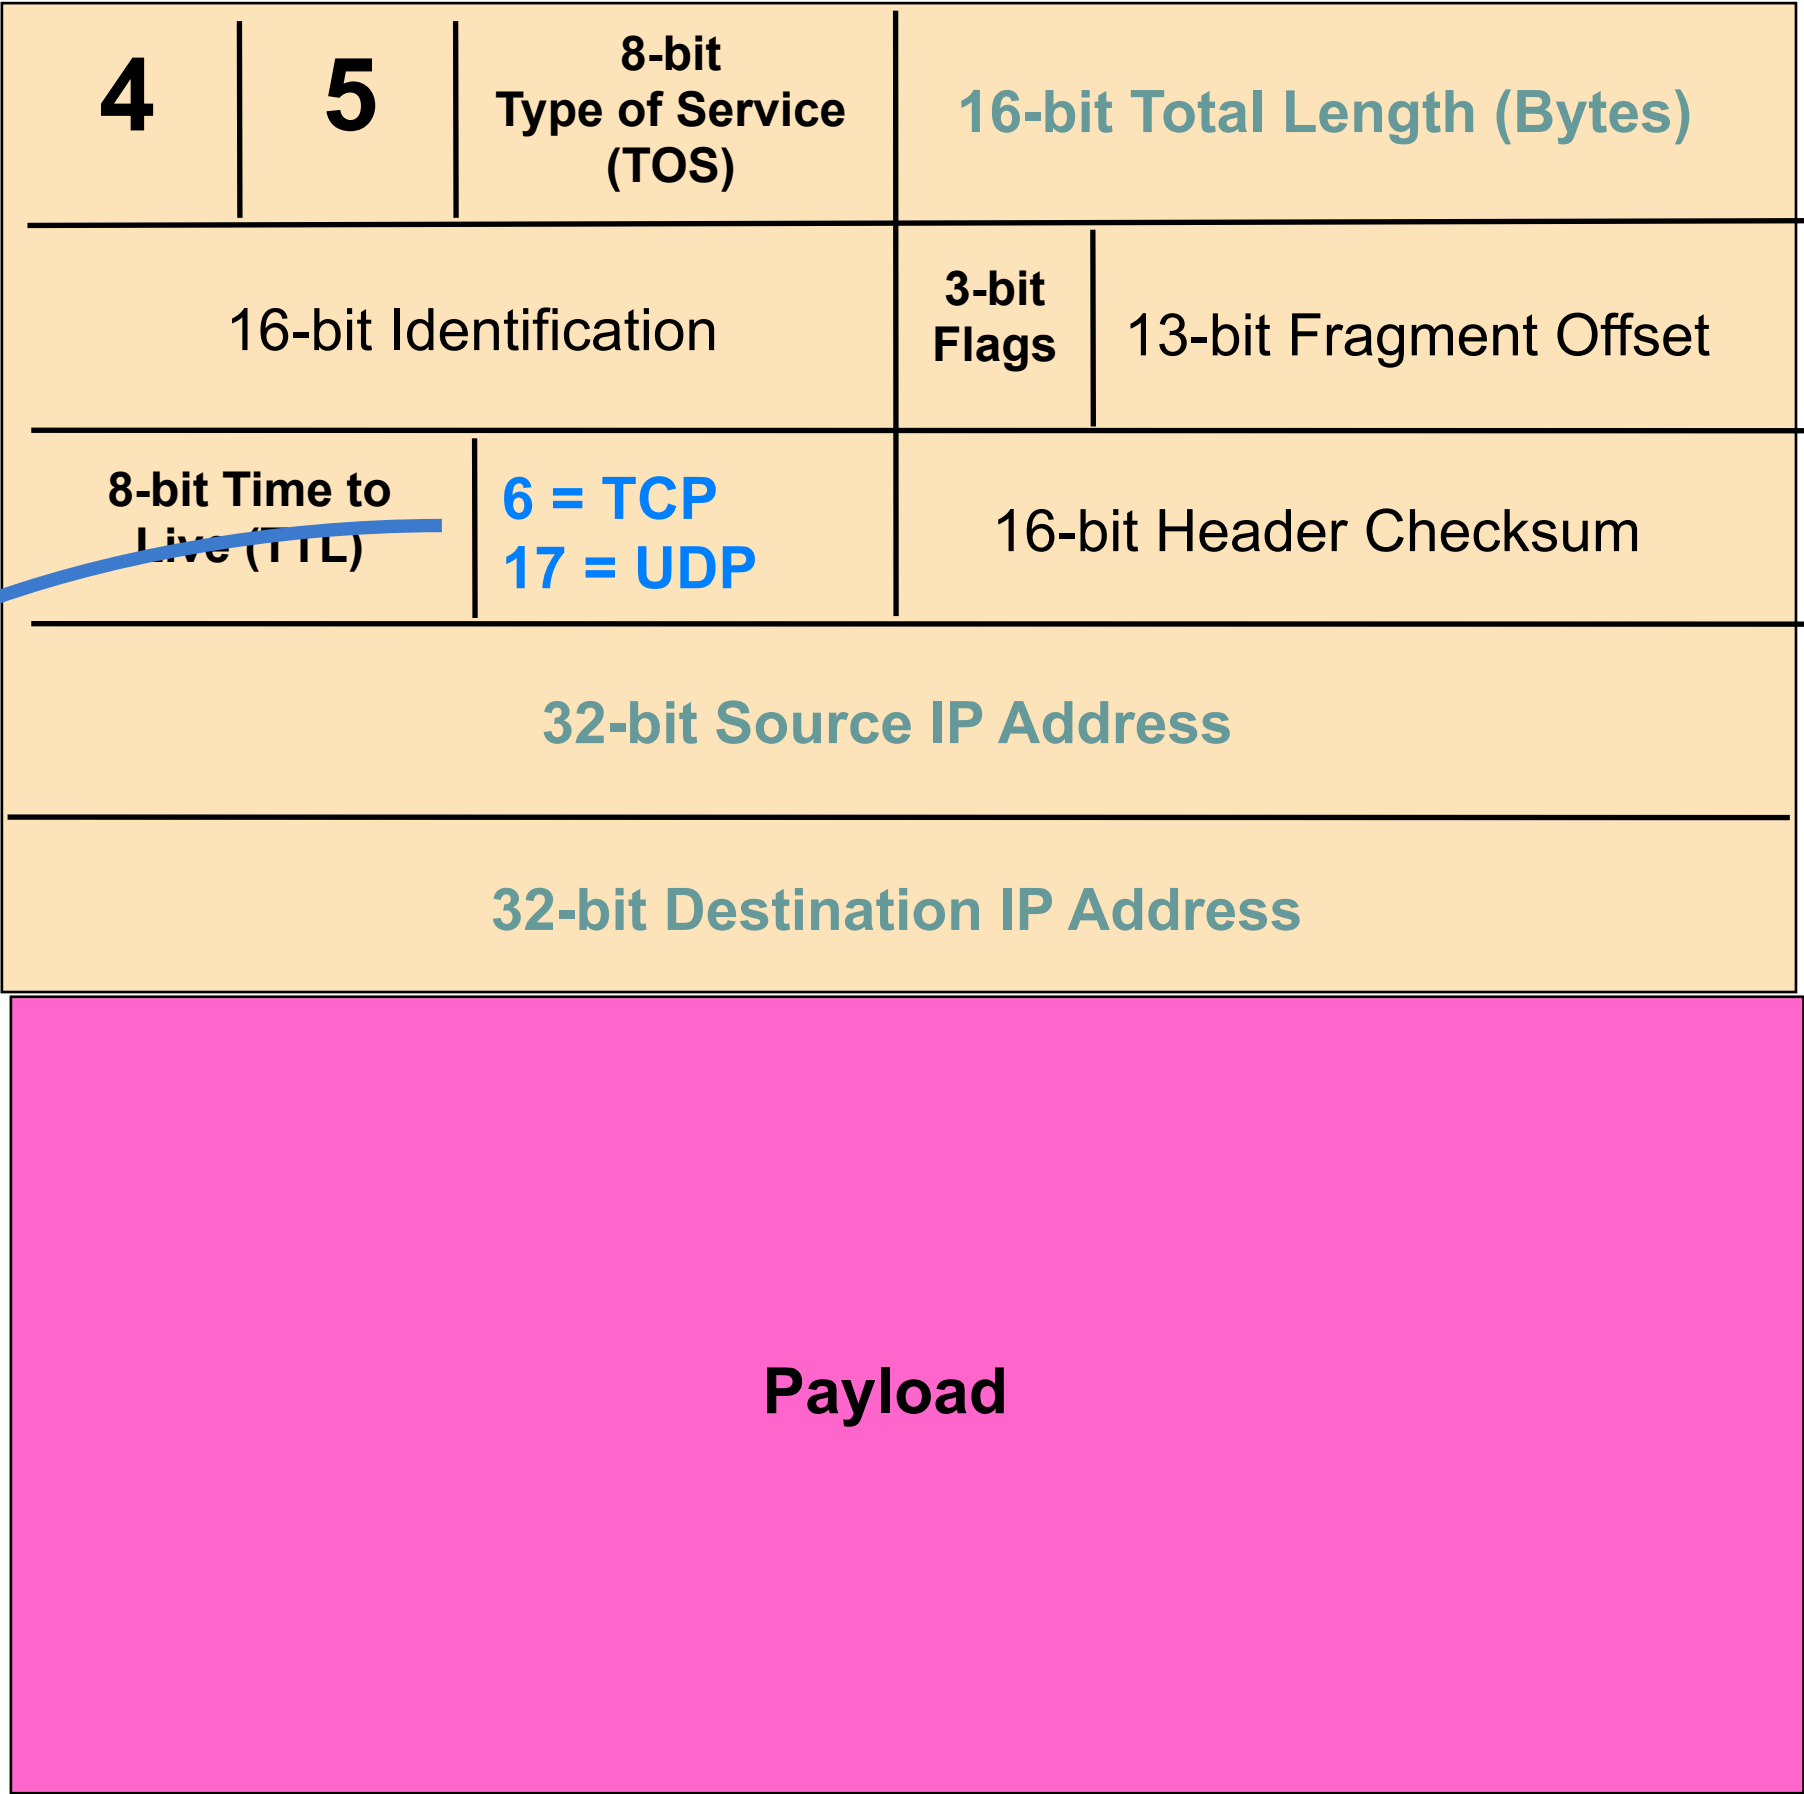 4
5
8-bit
Type of Service
(TOS)
16-bit Total Length (Bytes)
16-bit Identification
3-bit
Flags
13-bit Fragment Offset
8-bit Time to
Live (TTL)
6 = TCP
17 = UDP
16-bit Header Checksum
32-bit Source IP Address
32-bit Destination IP Address
Payload